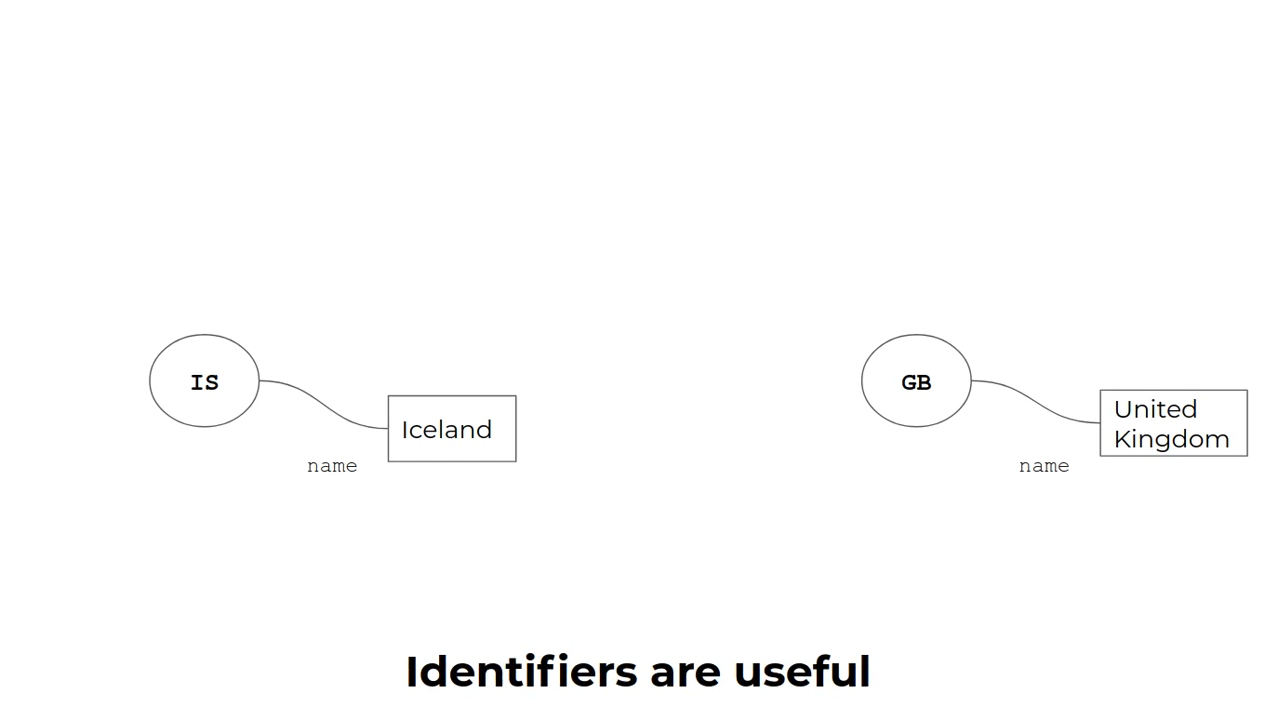 IS
Iceland
name
GB
United
Kingdom
name
Identifiers are useful